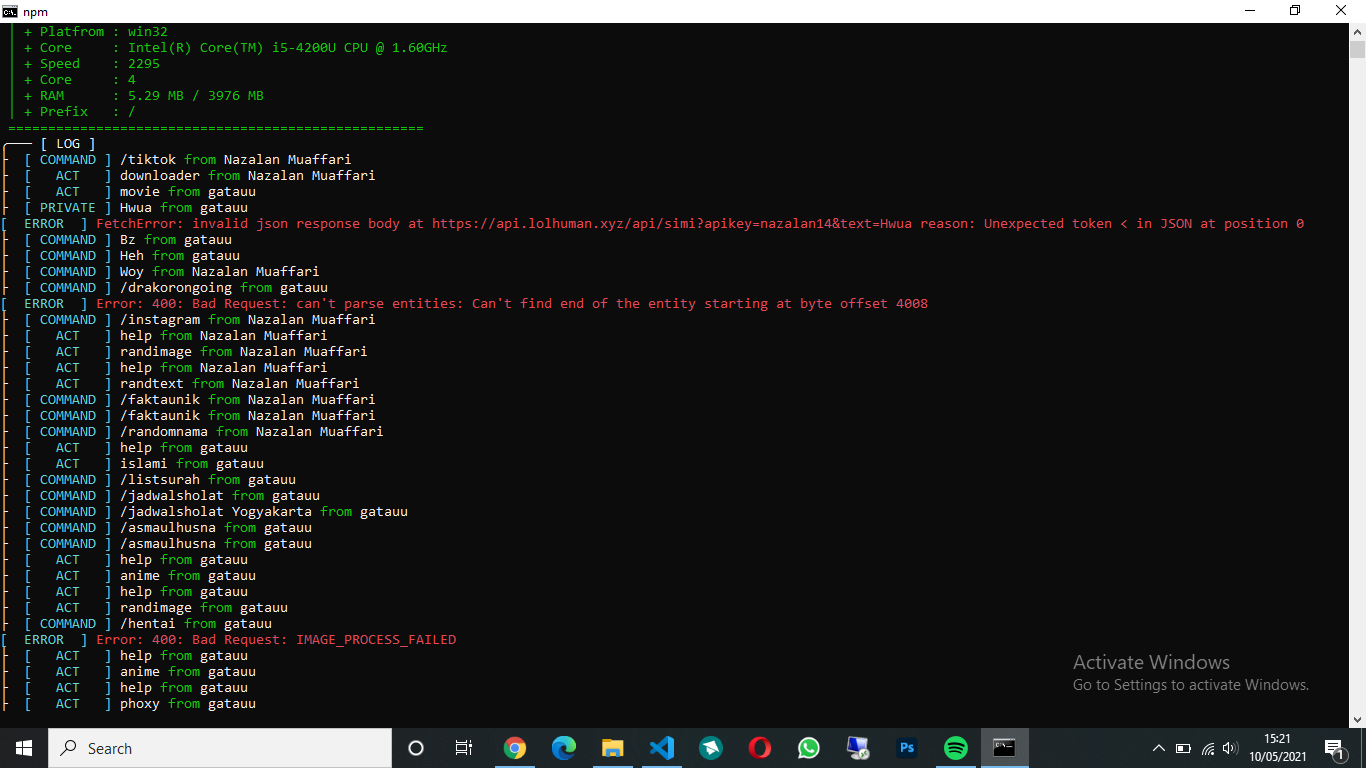 npm
+ Platfrom : win32
+ Core : Intel(R) Core(TM) i5-4200U CPU @ 1.60GHz
+ Speed : 2295
+ Core : 4
+ RAM : 5.29 MB / 3976 MB
+ Prefix : /
====================================================
[ LOG ]
[ COMMAND ] /tiktok from Nazalan Muaffari
[ ACT ] downloader from Nazalan Muaffari
[ ACT ] movie from gatauu
[ PRIVATE ] Hwua from gatauu
[ ERROR ] FetchError: invalid json response body at https://api.lolhuman.xyz/api/simi?apikey=nazalan14&text=Hwua reason: Unexpected token < in JSON at position 0
[ COMMAND ] Bz from gatauu
[ COMMAND ] Heh from gatauu
[ COMMAND ] Woy from Nazalan Muaffari
[ COMMAND ] /drakorongoing from gatauu
[ ERROR ] Error: 400: Bad Request: can't parse entities: Can't find end of the entity starting at byte offset 4008
[ COMMAND ] /instagram from Nazalan Muaffari
[ ACT ] help from Nazalan Muaffari
[ ACT ] randimage from Nazalan Muaffari
[ ACT ] help from Nazalan Muaffari
[ ACT ] randtext from Nazalan Muaffari
[ COMMAND ] /faktaunik from Nazalan Muaffari
[ COMMAND ] /faktaunik from Nazalan Muaffari
[ COMMAND ] /randomnama from Nazalan Muaffari
[ ACT ] help from gatauu
[ ACT ] islami from gatauu
[ COMMAND ] /listsurah from gatauu
[ COMMAND ] /jadwalsholat from gatauu
[ COMMAND ] /jadwalsholat Yogyakarta from gatauu
[ COMMAND ] /asmaulhusna from gatauu
[ COMMAND ] /asmaulhusna from gatauu
[ ACT ] help from gatauu
[ ACT ] anime from gatauu
[ ACT ] help from gatauu
[ ACT ] randimage from gatauu
[ COMMAND ] /hentai from gatauu
[ ERROR ] Error: 400: Bad Request: IMAGE_PROCESS_FAILED
[ ACT ] help from gatauu
[ ACT ] anime from gatauu
[ ACT ] help from gatauu
[ ACT ] phoxy from gatauu
Activate Windows
Go to Settings to activate Windows.
Search
Ps
15:21
10/05/2021
1